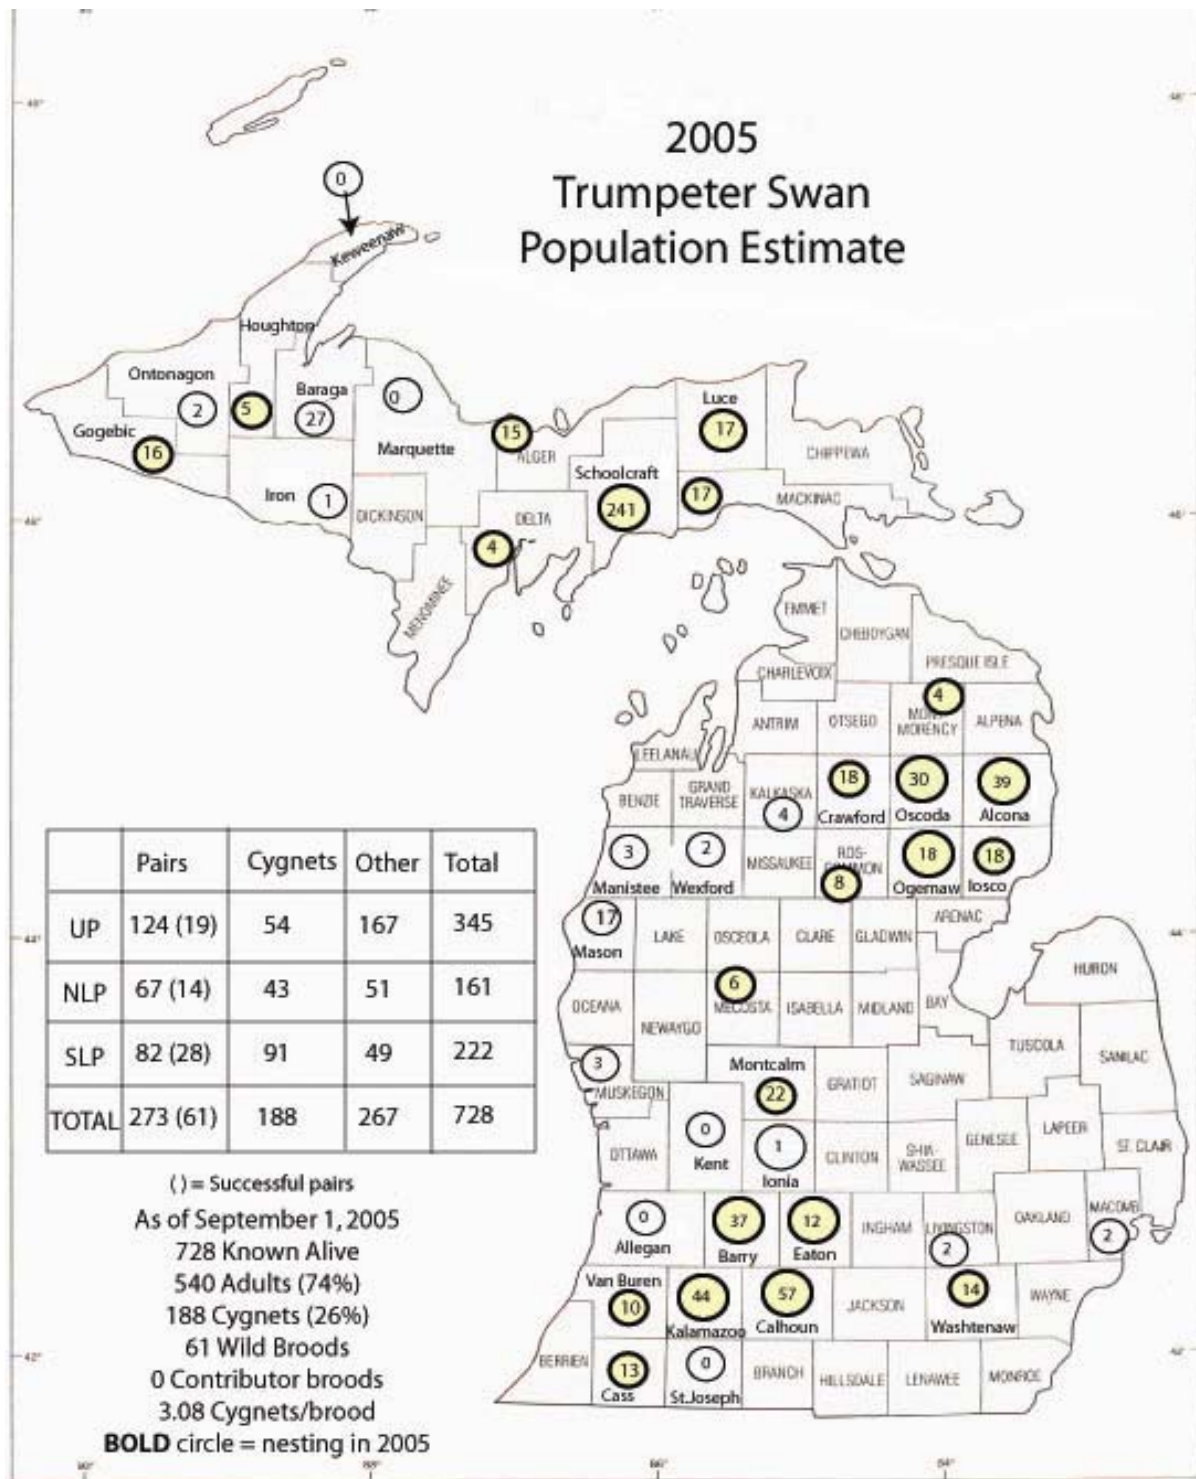 2005
Trumpeter Swan
Population Estimate
0
Keweenaw
Houghton
Ontonagon
2
5
Baraga
27
0
Marquette
Gogebic
16
Iron
1
DICKINSON
MENOMINEE
15
ALGER
DELTA
4
Schoolcraft
241
Luce
17
17
CHIPPEWA
MACKINAC
EMMET
CHEBOYGAN
PRESQUE ISLE
CHARLEVOIX
4
ANTRIM
OTSEGO
MONT-
MORENCY
ALPENA
LEELANAU
BENZIE
GRAND
TRAVERSE
KALKASKA
4
18
Crawford
30
Oscoda
39
Alcona
3
Manistee
2
Wexford
MISSAUKEE
ROS-
COMMON
8
18
Ogemaw
18
Iosco
17
Mason
LAKE
OSCEOLA
CLARE
GLADWIN
ARENAC
HURON
OCEANA
NEWAYGO
6
MECOSTA
ISABELLA
MIDLAND
BAY
TUSCOLA
SANILAC
3
MUSKEGON
Montcalm
22
GRATIOT
SAGINAW
OTTAWA
0
Kent
1
Ionia
CLINTON
SHIA-
WASSEE
GENESEE
LAPEER
ST. CLAIR
0
Allegan
37
Barry
12
Eaton
INGHAM
LIVINGSTON
2
OAKLAND
MACOMB
2
Van Buren
10
44
Kalamazoo
57
Calhoun
JACKSON
14
Washtenaw
WAYNE
BERRIEN
13
Cass
0
St.Joseph
BRANCH
HILLSDALE
LENAWEE
MONROE
Pairs Cygnets Other Total
UP 124 (19) 54 167 345
NLP 67 (14) 43 51 161
SLP 82 (28) 91 49 222
TOTAL 273 (61) 188 267 728
( ) = Successful pairs
As of September 1, 2005
728 Known Alive
540 Adults (74%)
188 Cygnets (26%)
61 Wild Broods
0 Contributor broods
3.08 Cygnets/brood
BOLD circle = nesting in 2005